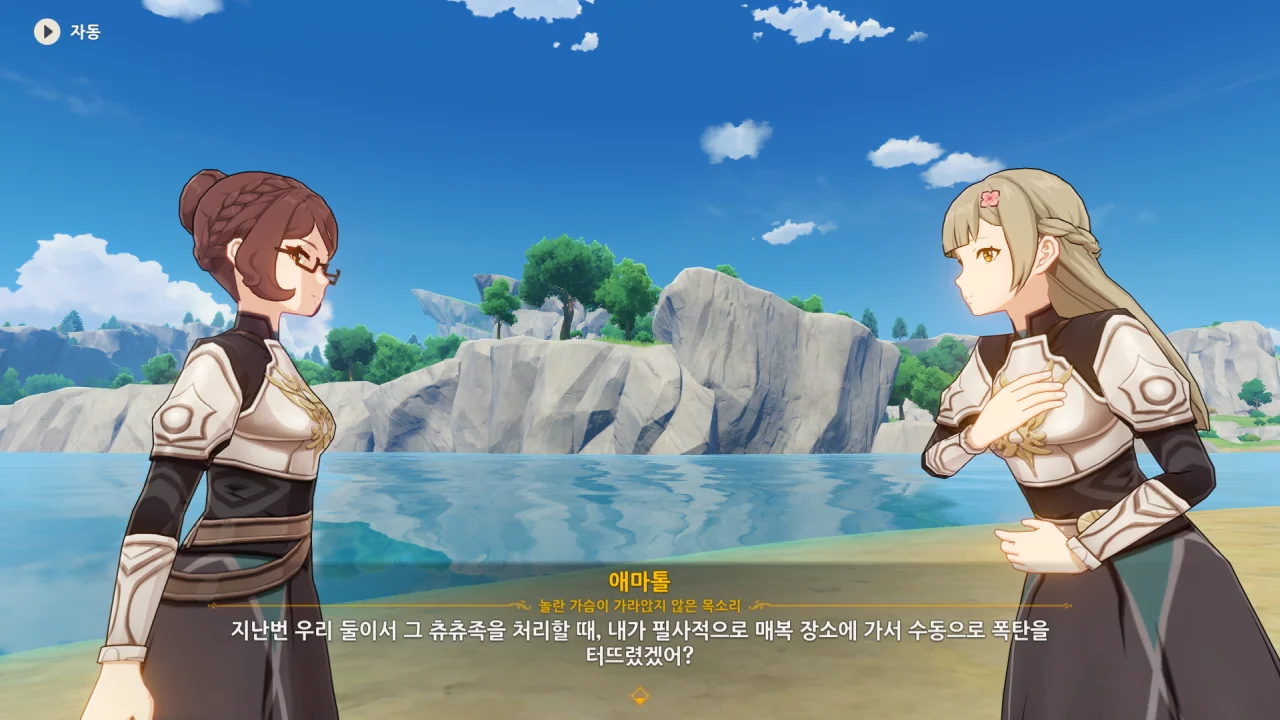 자동
애마톨
놀란 가슴이 가라앉지 않은 목소리
지난번 우리 둘이서 그 츄츄족을 처리할 때, 내가 필사적으로 매복 장소에 가서 수동으로 폭탄을
터뜨렸겠어?